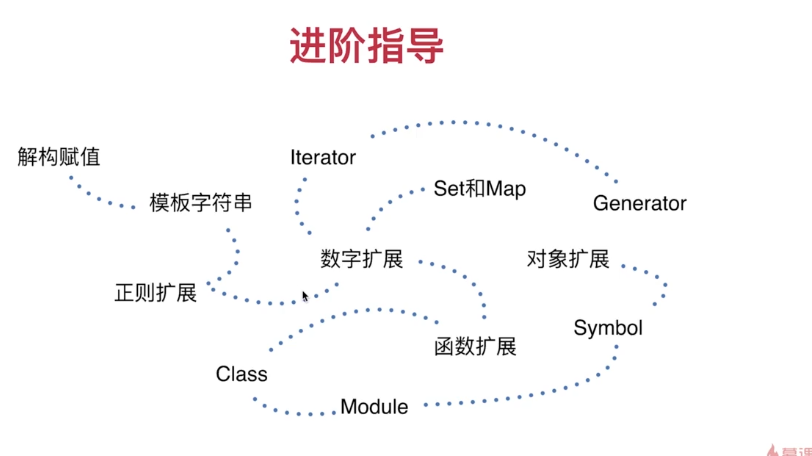 进阶指导
解构赋值
Iterator
模板字符串
Set和Map
Generator
数字扩展
对象扩展
正则扩展
Symbol
函数扩展
Class
Module